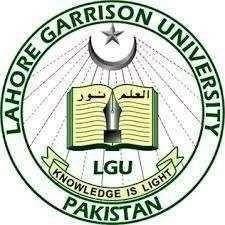 LAHORE GARRISON UNIVERSITY
العلم نور
LGU
KNOWLEDGE IS LIGHT
PAKISTAN